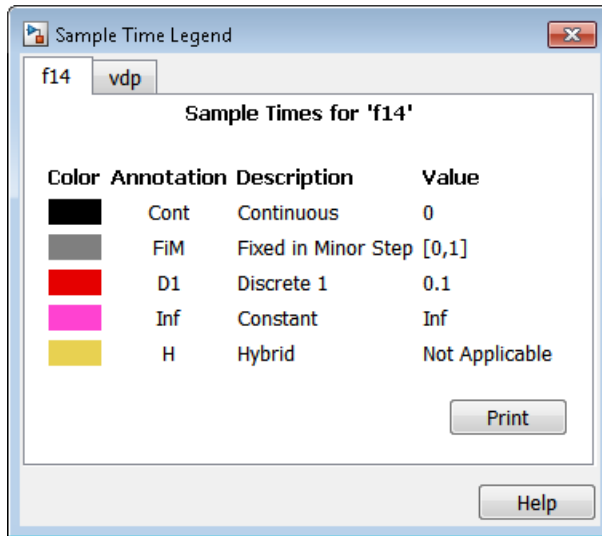 Sample Time Legend
f14 vdp
Sample Times for 'f14'
Color Annotation Description Value
Cont Continuous 0
FiM Fixed in Minor Step [0,1]
D1 Discrete 1 0.1
Inf Constant Inf
H Hybrid Not Applicable
Print
Help